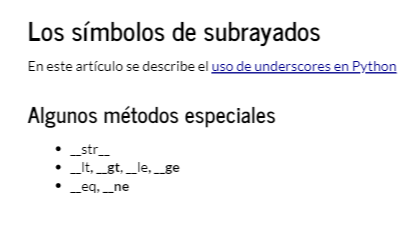 Los símbolos de subrayados
En este artículo se describe el uso de underscores en Python
Algunos métodos especiales
• __str__
• __lt, __gt, __le, __ge
• __eq, __ne